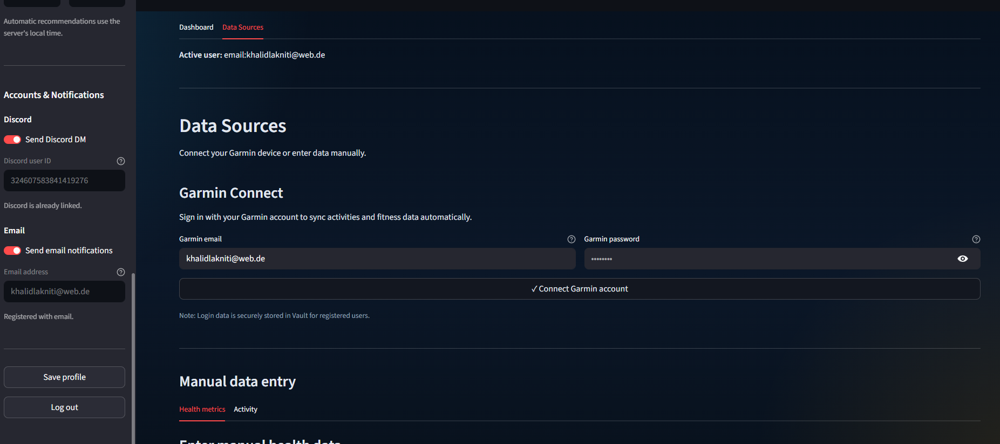 Automatic recommendations use the
server's local time.
Accounts & Notifications
Discord
Send Discord DM
Discord user ID
324607583841419276
Discord is already linked.
Email
Send email notifications
Email address
khalidlakniti@web.de
Registered with email.
Save profile
Log out
Dashboard Data Sources
Active user: email:khalidlakniti@web.de
Data Sources
Connect your Garmin device or enter data manually.
Garmin Connect
Sign in with your Garmin account to sync activities and fitness data automatically.
Garmin email Garmin password
khalidlakniti@web.de ••••••••
✓ Connect Garmin account
Note: Login data is securely stored in Vault for registered users.
Manual data entry
Health metrics Activity
Enter manual health data